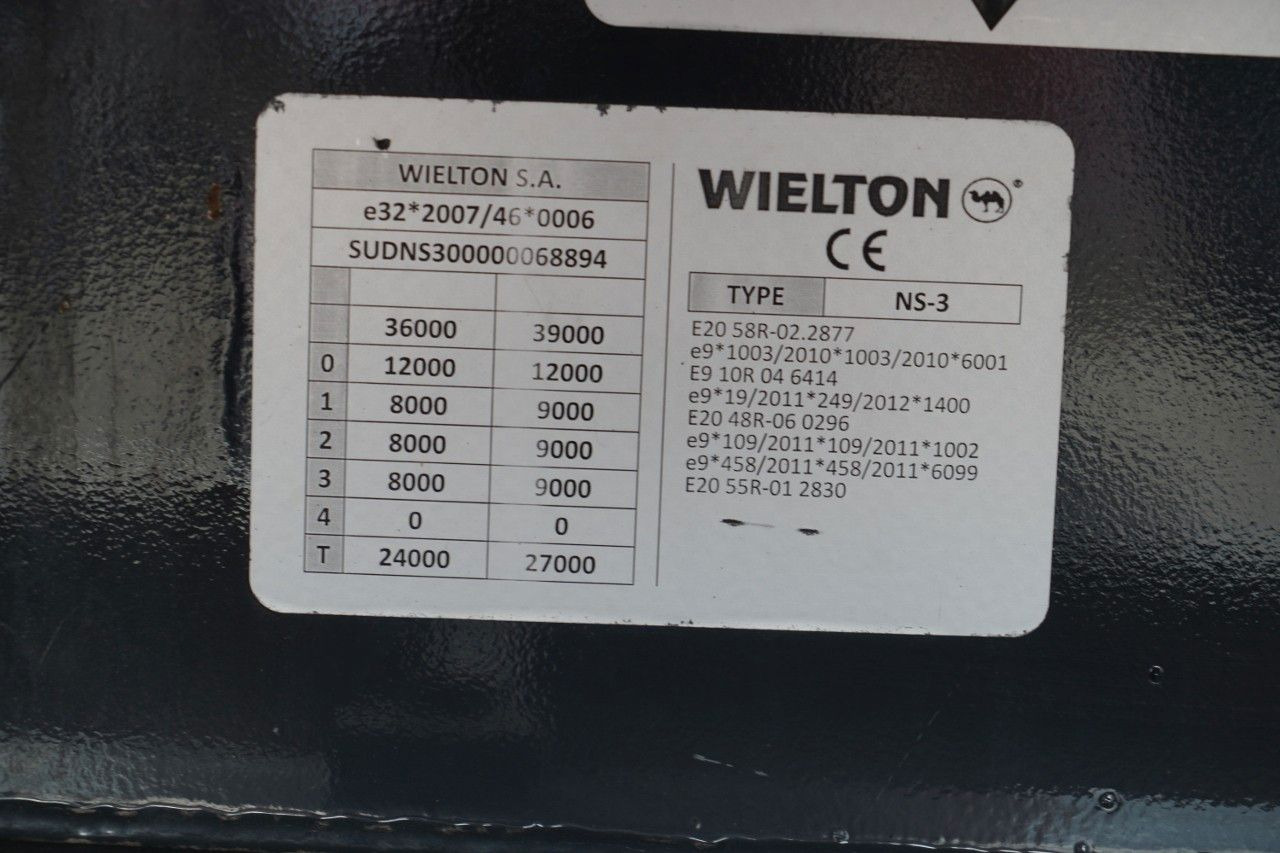 WIELTON S.A.
e32*2007/46*0006
SUDNS300000068894
36000 39000
0 12000 12000
1 8000 9000
2 8000 9000
3 8000 9000
4 0 0
T 24000 27000
WIELTON ®
CE
TYPE NS-3
E20 58R-02.2877
e9*1003/2010*1003/2010*6001
E9 10R 04 6414
e9*19/2011*249/2012*1400
E20 48R-06 0296
e9*109/2011*109/2011*1002
e9*458/2011*458/2011*6099
E20 55R-01 2830